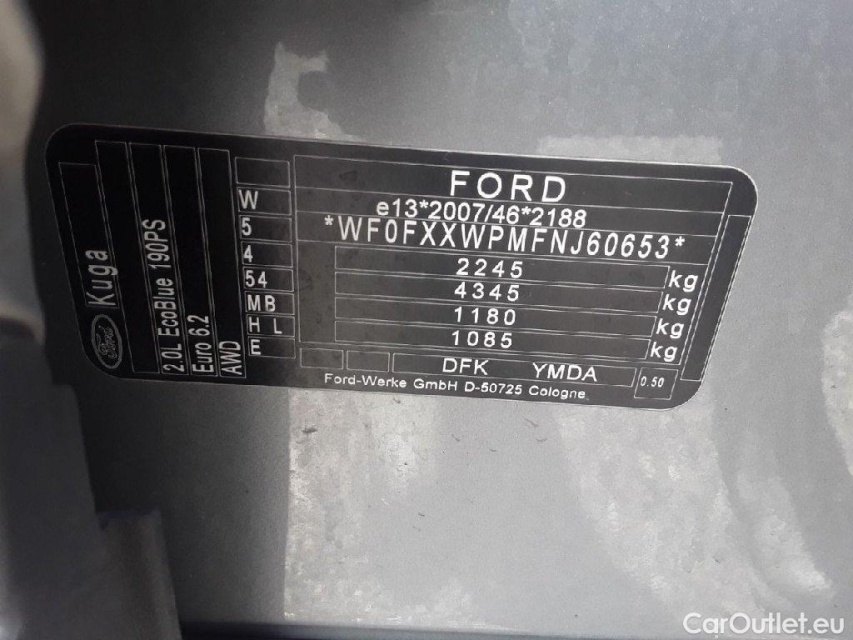 FORD
e13*2007/46*2188
*WF0FXXWPMFNJ60653*
2245 kg
4345 kg
1180 kg
1085 kg
DFK YMDA 0.50
Ford-Werke GmbH D-50725 Cologne
W
5
4
54
MB
H L
E
Ford Kuga
2.0L EcoBlue 190PS
Euro 6.2
AWD
CarOutlet.eu